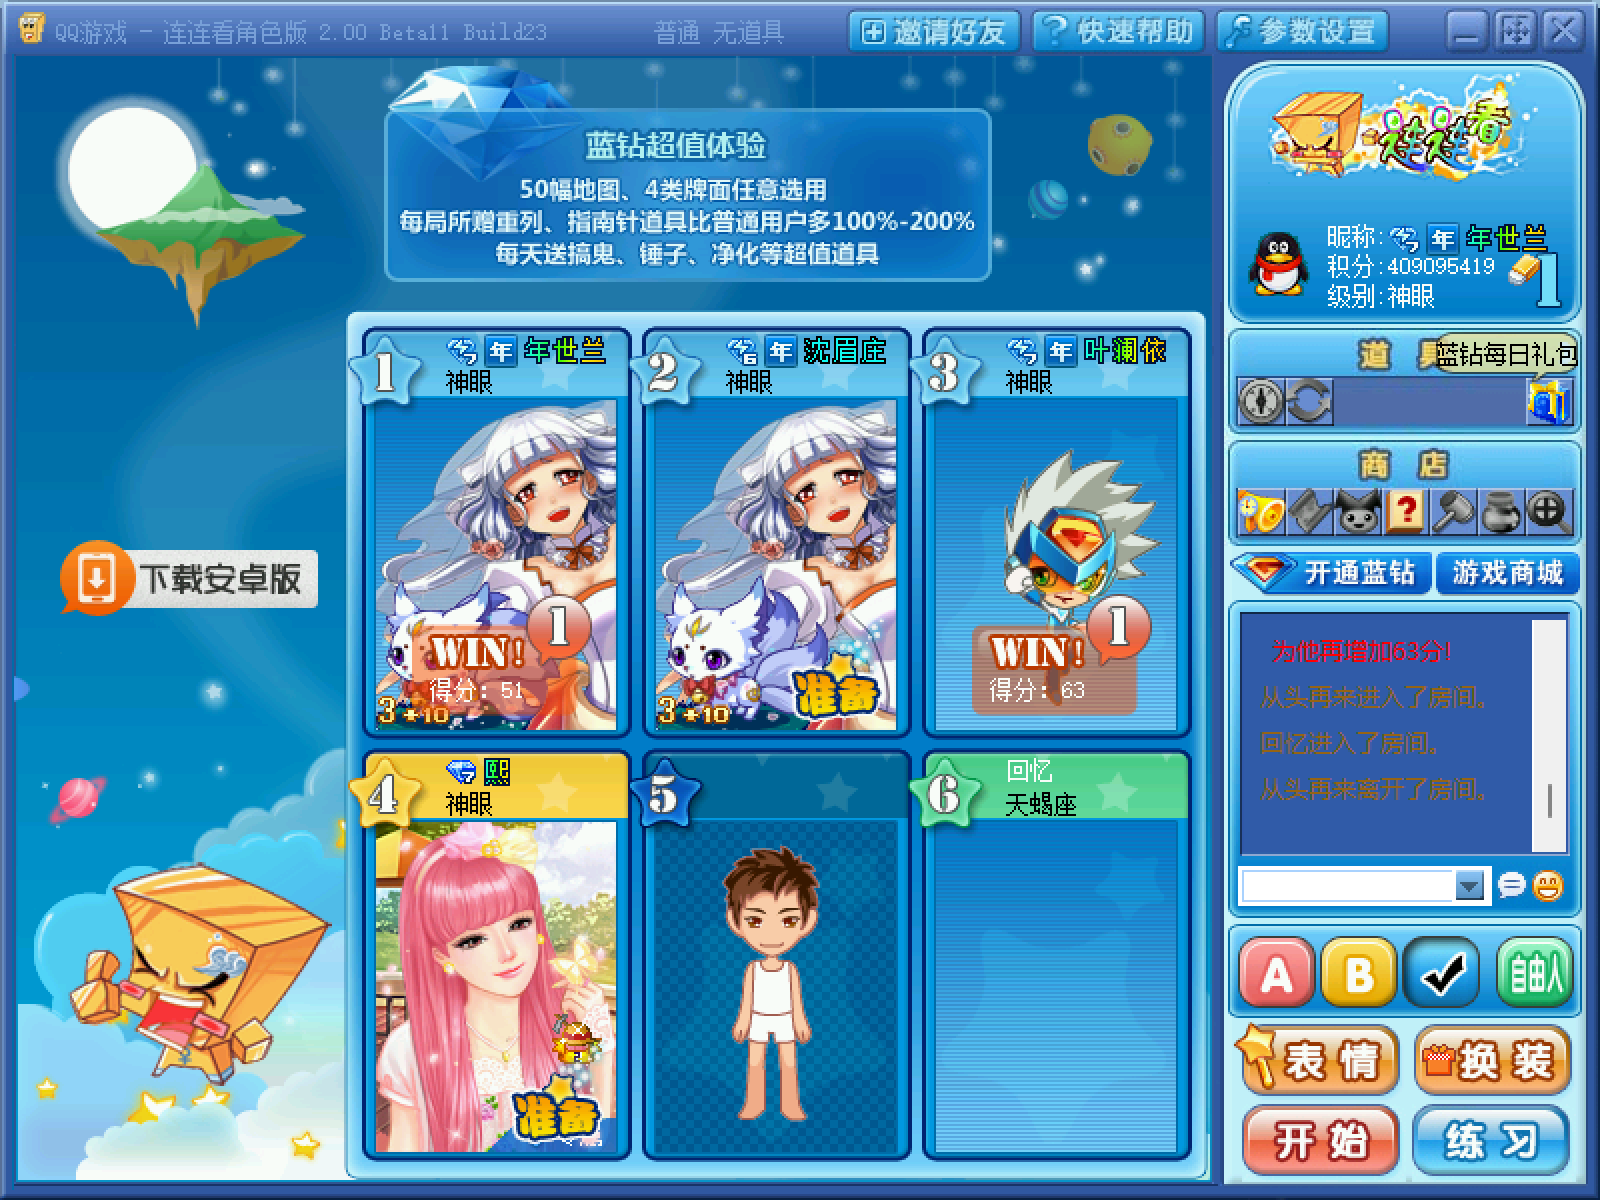 QQ游戏 - 连连看角色版 2.00 Beta11 Build23
普通 无道具
邀请好友
快速帮助
参数设置
蓝钻超值体验
50幅地图、4类牌面任意选用
每局所赠重列、指南针道具比普通用户多100%-200%
每天送搞鬼、锤子、净化等超值道具
连连看
昵称: 年 年世兰
积分:409095419
级别:神眼
1
道
蓝钻每日礼包
商 店
开通蓝钻
游戏商城
下载安卓版
1
年 年世兰
神眼
WIN! 1
得分: 51
3+10
2
年 沈眉庄
神眼
准备
3+10
3
年 叶澜依
神眼
WIN! 1
得分: 63
4
熙
神眼
准备
5
6
回忆
天蝎座
为他再增加63分!
从头再来进入了房间。
回忆进入了房间。
从头再来离开了房间。
A
B
自由人
表 情
换 装
开 始
练 习